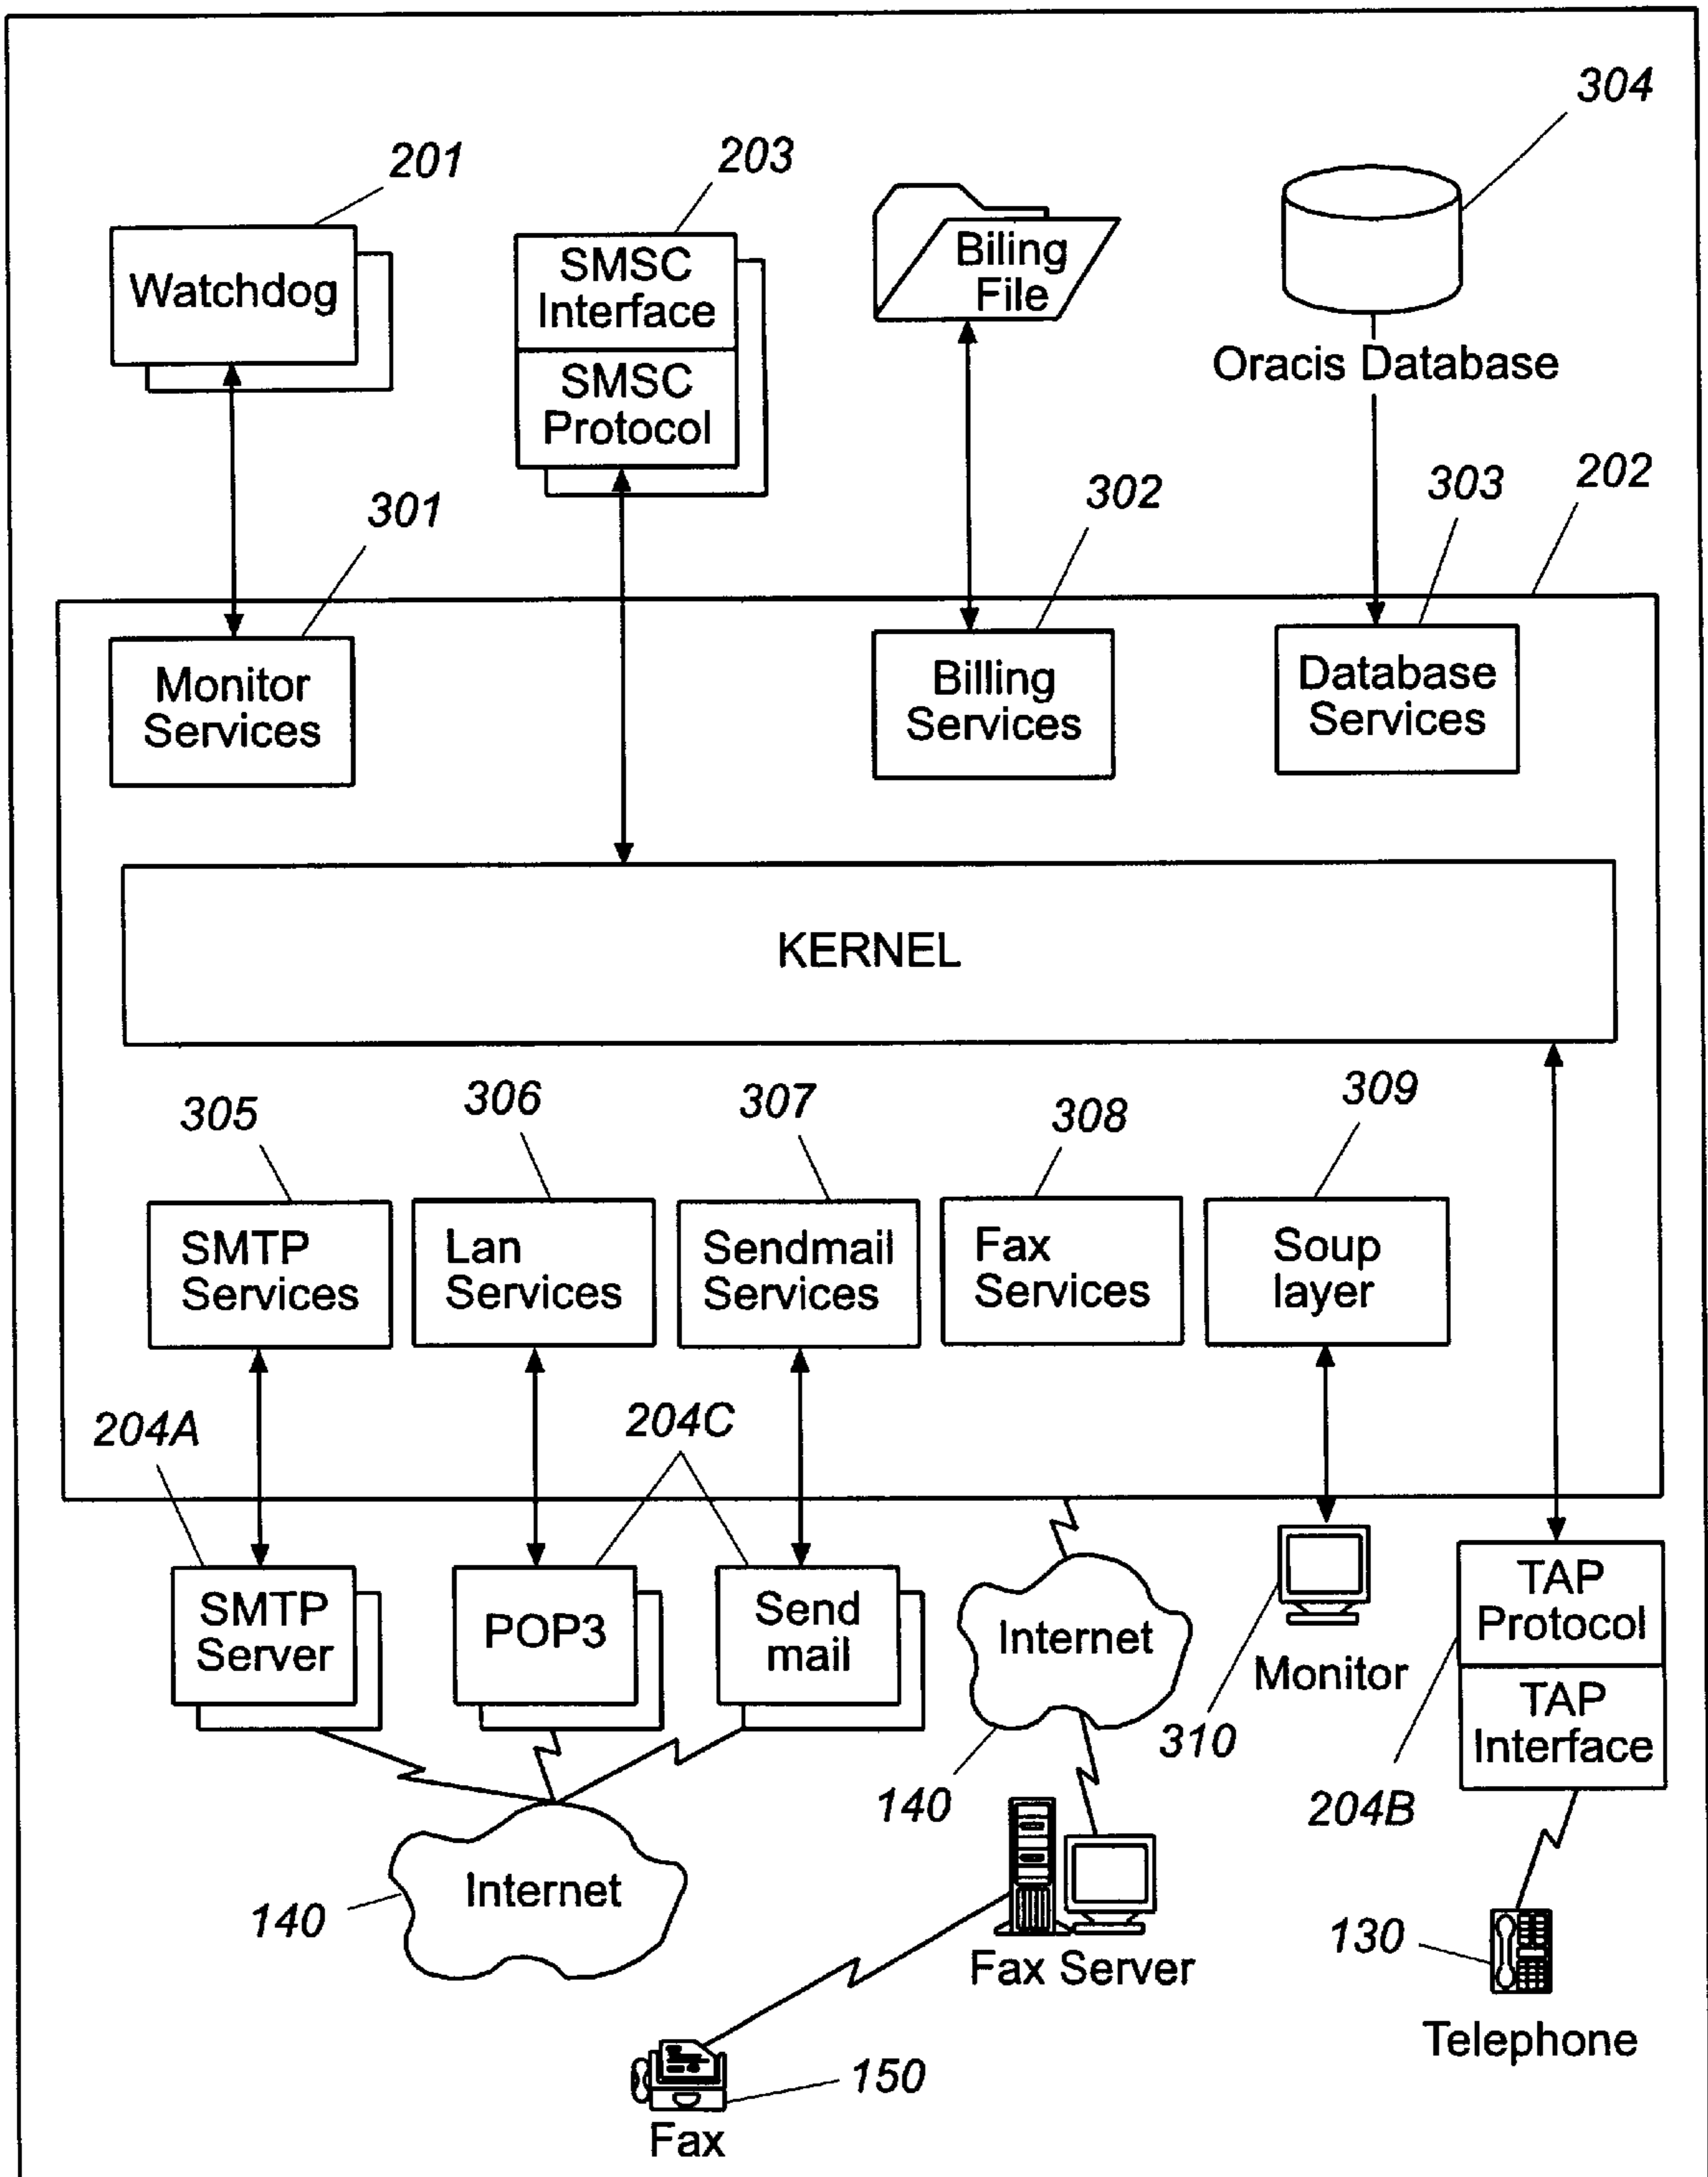 304
201
203
Watchdog
SMSC
Interface
SMSC
Protocol
Biling
File
Oracis Database
301
302
303
202
Monitor
Services
Billing
Services
Database
Services
KERNEL
305
306
307
308
309
SMTP
Services
Lan
Services
Sendmail
Services
Fax
Services
Soup
layer
204A
204C
SMTP
Server
POP3
Send
mail
Internet
Monitor
TAP
Protocol
TAP
Interface
310
140
204B
Internet
140
Fax Server
130
Telephone
150
Fax